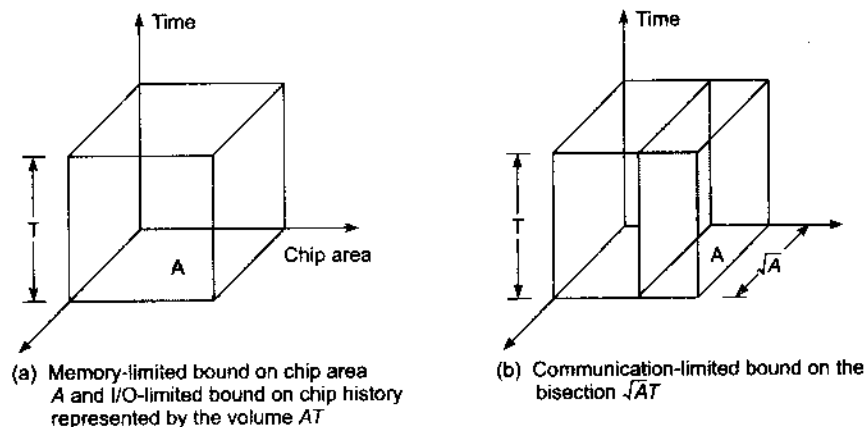 Time
T
A
Chip area
(a) Memory-limited bound on chip area
A and I/O-limited bound on chip history
represented by the volume AT
Time
T
A
√A
(b) Communication-limited bound on the
bisection √AT